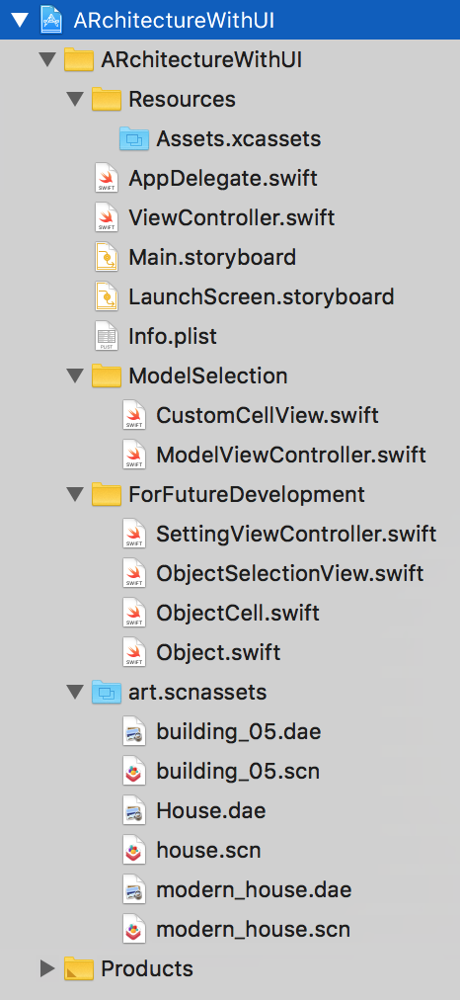 ARchitectureWithUI
ARchitectureWithUI
Resources
Assets.xcassets
AppDelegate.swift
ViewController.swift
Main.storyboard
LaunchScreen.storyboard
Info.plist
ModelSelection
CustomCellView.swift
ModelViewController.swift
ForFutureDevelopment
SettingViewController.swift
ObjectSelectionView.swift
ObjectCell.swift
Object.swift
art.scnassets
building_05.dae
building_05.scn
House.dae
house.scn
modern_house.dae
modern_house.scn
Products